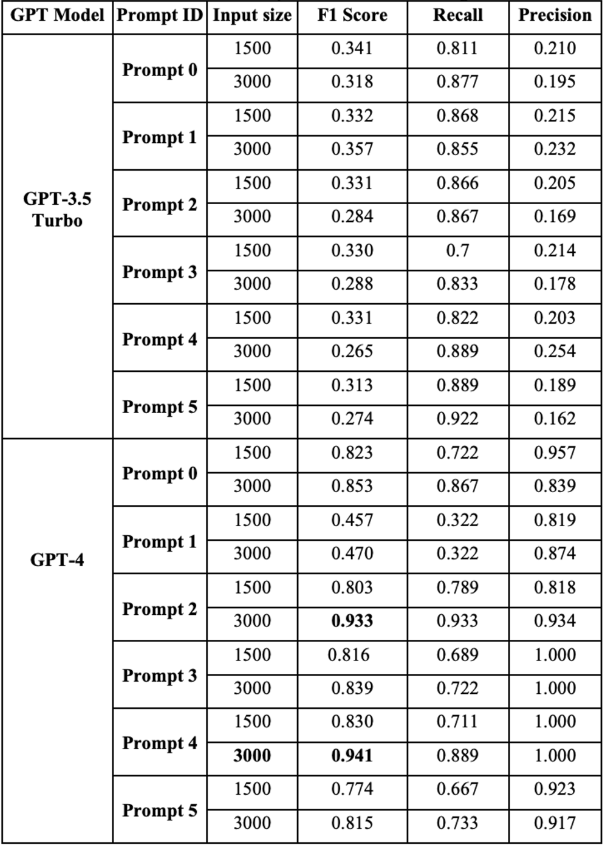 GPT Model Prompt ID Input size F1 Score Recall Precision
GPT-3.5 Turbo Prompt 0 1500 0.341 0.811 0.210
3000 0.318 0.877 0.195
Prompt 1 1500 0.332 0.868 0.215
3000 0.357 0.855 0.232
Prompt 2 1500 0.331 0.866 0.205
3000 0.284 0.867 0.169
Prompt 3 1500 0.330 0.7 0.214
3000 0.288 0.833 0.178
Prompt 4 1500 0.331 0.822 0.203
3000 0.265 0.889 0.254
Prompt 5 1500 0.313 0.889 0.189
3000 0.274 0.922 0.162
GPT-4 Prompt 0 1500 0.823 0.722 0.957
3000 0.853 0.867 0.839
Prompt 1 1500 0.457 0.322 0.819
3000 0.470 0.322 0.874
Prompt 2 1500 0.803 0.789 0.818
3000 0.933 0.933 0.934
Prompt 3 1500 0.816 0.689 1.000
3000 0.839 0.722 1.000
Prompt 4 1500 0.830 0.711 1.000
3000 0.941 0.889 1.000
Prompt 5 1500 0.774 0.667 0.923
3000 0.815 0.733 0.917